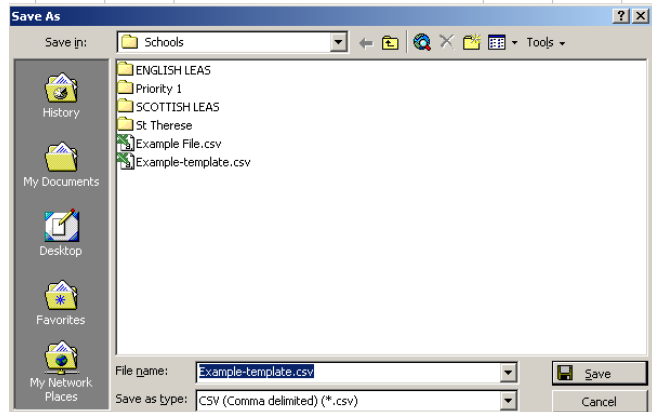 Save As
Save in: Schools Tools
History
My Documents
Desktop
Favorites
My Network Places
ENGLISH LEAS
Priority 1
SCOTTISH LEAS
St Therese
Example File.csv
Example-template.csv
File name: Example-template.csv Save
Save as type: CSV (Comma delimited) (*.csv) Cancel